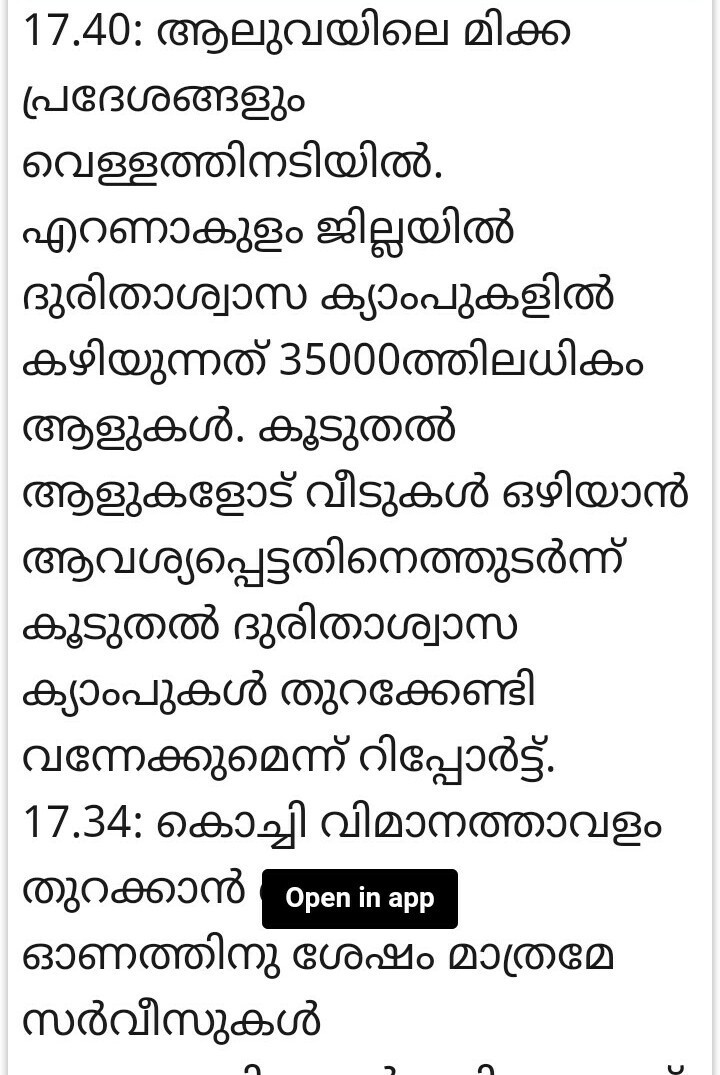 17.40: ആലുവയിലെ മിക്ക
പ്രദേശങ്ങളും
വെള്ളത്തിനടിയിൽ.
എറണാകുളം ജില്ലയിൽ
ദുരിതാശ്വാസ ക്യാംപുകളിൽ
കഴിയുന്നത് 35000ത്തിലധികം
ആളുകൾ. കൂടുതൽ
ആളുകളോട് വീടുകൾ ഒഴിയാൻ
ആവശ്യപ്പെട്ടതിനെത്തുടർന്ന്
കൂടുതൽ ദുരിതാശ്വാസ
ക്യാംപുകൾ തുറക്കേണ്ടി
വന്നേക്കുമെന്ന് റിപ്പോർട്ട്.
17.34: കൊച്ചി വിമാനത്താവളം
തുറക്കാൻ
Open in app
ഓണത്തിനു ശേഷം മാത്രമേ
സർവീസുകൾ